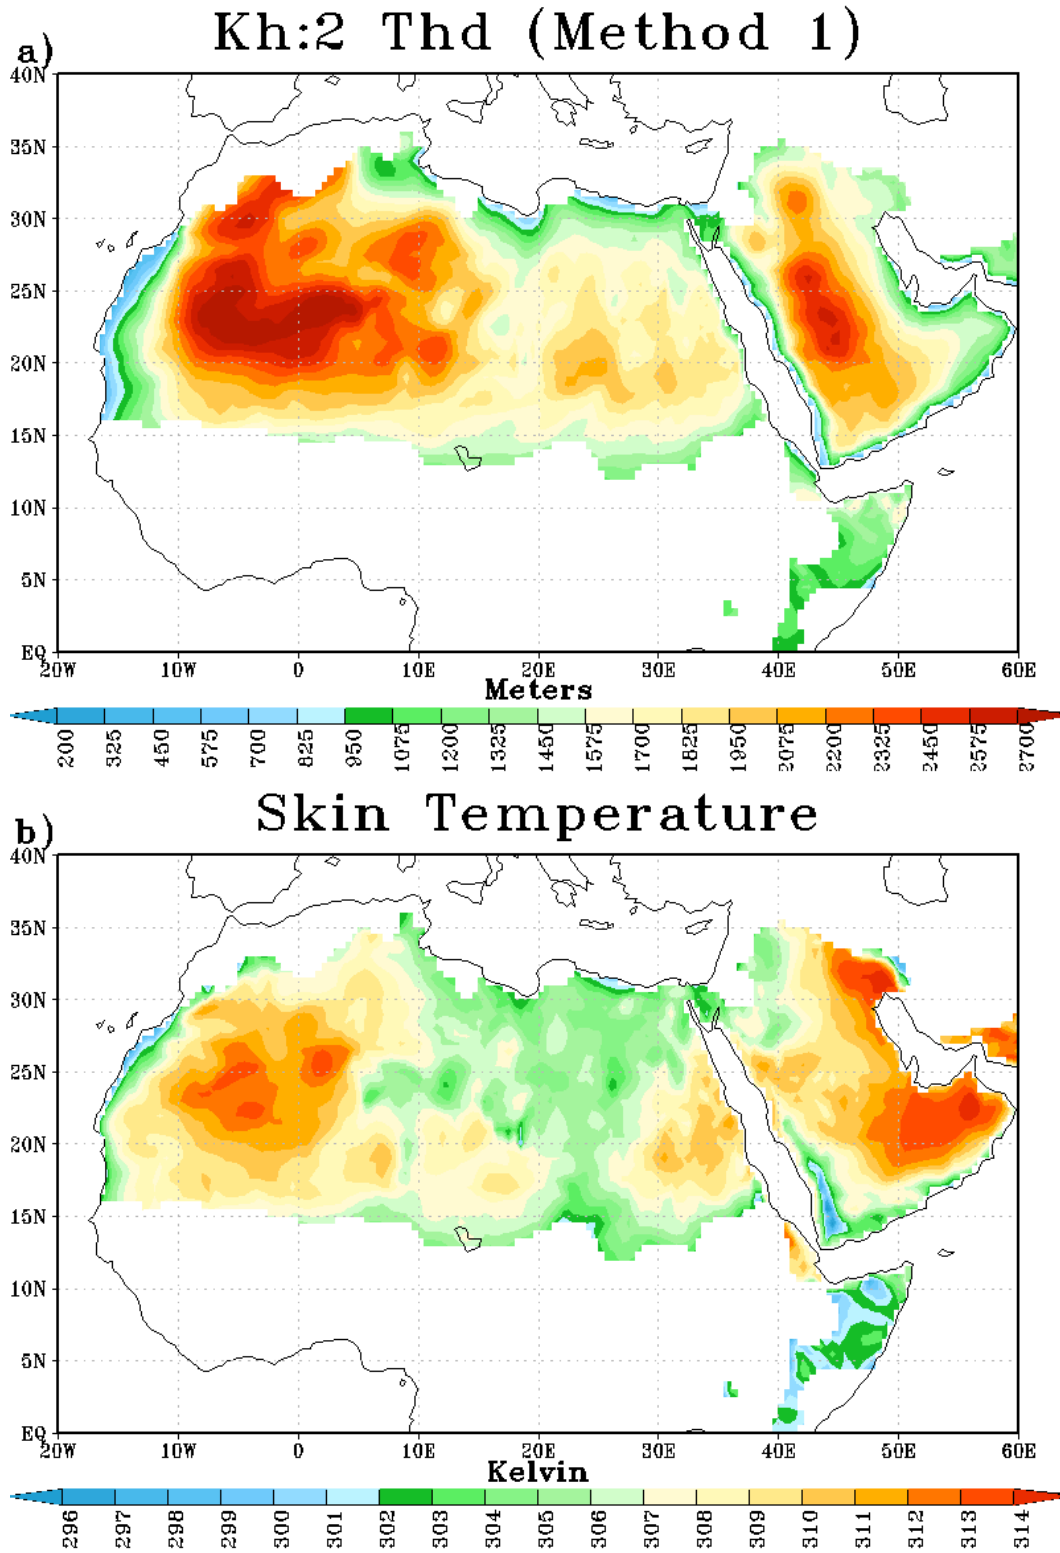 Kh:2 Thd (Method 1)
a)
40N
35N
30N
25N
20N
15N
10N
5N
EQ
20W 10W 0 10E 20E 30E 40E 50E 60E
Meters
200 325 450 575 700 825 950 1075 1200 1325 1450 1575 1700 1825 1950 2075 2200 2325 2450 2575 2700
Skin Temperature
b)
40N
35N
30N
25N
20N
15N
10N
5N
EQ
20W 10W 0 10E 20E 30E 40E 50E 60E
Kelvin
296 297 298 299 300 301 302 303 304 305 306 307 308 309 310 311 312 313 314